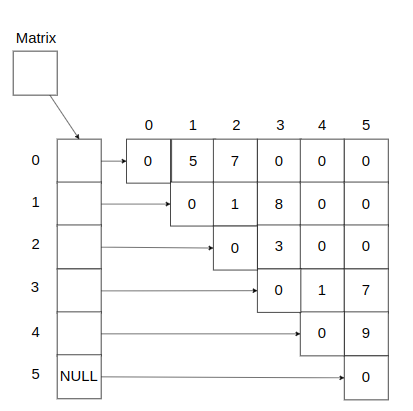 Matrix
0 1 2 3 4 5
0 0 5 7 0 0 0
1 0 1 8 0 0
2 0 3 0 0
3 0 1 7
4 0 9
5 NULL 0